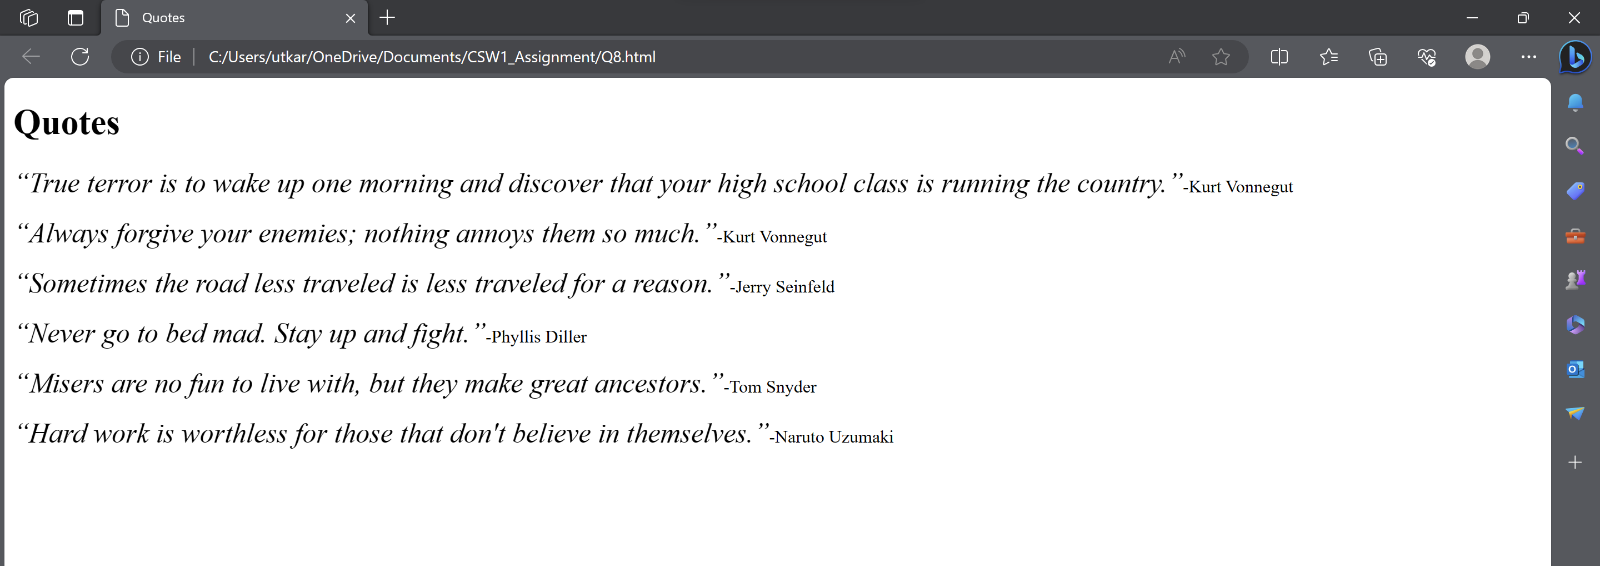 Quotes
File C:/Users/utkar/OneDrive/Documents/CSW1_Assignment/Q8.html
Quotes
“True terror is to wake up one morning and discover that your high school class is running the country.”-Kurt Vonnegut
“Always forgive your enemies; nothing annoys them so much.”-Kurt Vonnegut
“Sometimes the road less traveled is less traveled for a reason.”-Jerry Seinfeld
“Never go to bed mad. Stay up and fight.”-Phyllis Diller
“Misers are no fun to live with, but they make great ancestors.”-Tom Snyder
“Hard work is worthless for those that don't believe in themselves.”-Naruto Uzumaki